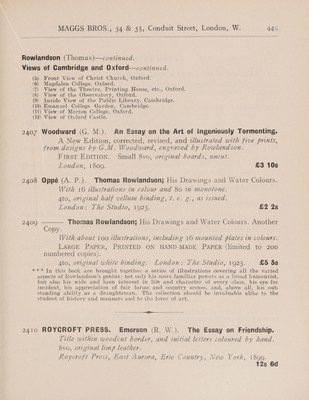 MAGGS BROS., 34 & 35, Conduit Street, London, W. 449
Rowlandson (Thomas)—continued.
Views of Cambridge and Oxford—continued.
(5) Front View of Christ Church, Oxford.
(6) Magdalen College, Oxford.
(7) View of the Theatre, Printing House, etc., Oxford.
(8) View of the Observatory, Oxford.
(9) Inside View of the Public Library, Cambridge.
(10) Emanuel College Garden, Cambridge.
(11) View of Merton College, Oxford.
(12) View of Oxford Castle.
2407 Woodward (G. M.). An Essay on the Art of Ingeniously Tormenting.
A New Edition, corrected, revised, and illustrated with five prints,
from designs by G.M. Woodward, engraved by Rowlandson.
FIRST EDITION. Small 8vo, original boards, uncut.
London, 1809. £3 10s
2408 Oppé (A. P.). Thomas Rowlandson; His Drawings and Water Colours.
With 16 illustrations in colour and 80 in monotone.
4to, original half vellum binding, t. e. g., as issued.
London: The Studio, 1923. £2 2s
2409 ——— Thomas Rowlandson; His Drawings and Water Colours. Another
Copy.
With about 100 illustrations, including 16 mounted plates in colours.
LARGE PAPER, PRINTED ON HAND-MADE PAPER (limited to 200
numbered copies).
4to, original white binding. London: The Studio, 1923. £5 5s
*** In this book are brought together a series of illustrations covering all the varied
aspects of Rowlandson's genius; not only his more familiar powers as a broad humourist,
but also his wide and keen interest in life and character of every class, his eye for
incident, his appreciation of fair forms and country scenes, and, above all, his out-
standing ability as a draughtsman. The collection should be invaluable alike to the
student of history and manners and to the lover of art.
2410 ROYCROFT PRESS. Emerson (R. W.). The Essay on Friendship.
Title within woodcut border, and initial letters coloured by hand.
8vo, original limp leather.
Roycroft Press, East Aurora, Erie Country, New York, 1899.
12s 6d